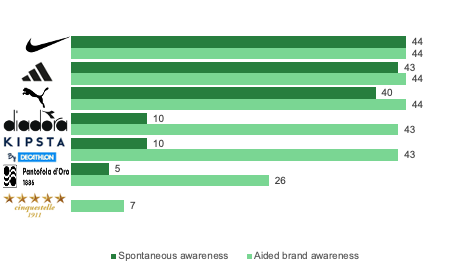 44
44
43
44
40
44
diadora
10
43
KIPSTA
By DECATHLON
10
43
Pantofola d'Oro
1886
5
26
cinquestelle
1911
7
Spontaneous awareness
Aided brand awareness